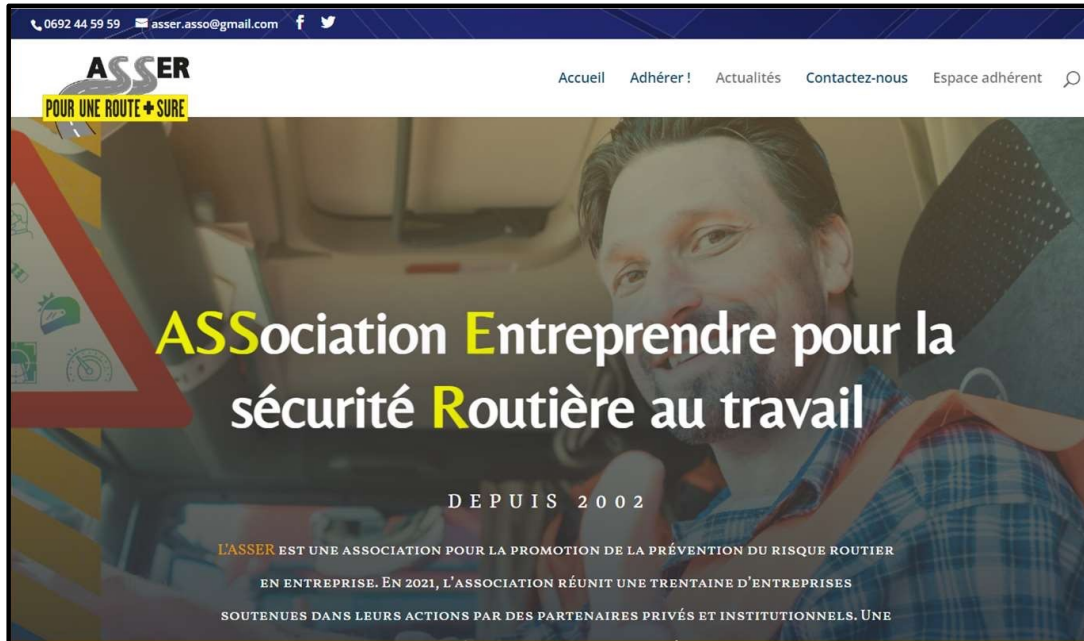 0692 44 59 59 asser.asso@gmail.com
ASSER
POUR UNE ROUTE + SURE
Accueil Adhérer ! Actualités Contactez-nous Espace adhérent
ASSociation Entreprendre pour la
sécurité Routière au travail
DEPUIS 2002
L'ASSER EST UNE ASSOCIATION POUR LA PROMOTION DE LA PRÉVENTION DU RISQUE ROUTIER
EN ENTREPRISE. EN 2021, L'ASSOCIATION RÉUNIT UNE TRENTAINE D'ENTREPRISES
SOUTENUES DANS LEURS ACTIONS PAR DES PARTENAIRES PRIVÉS ET INSTITUTIONNELS. UNE